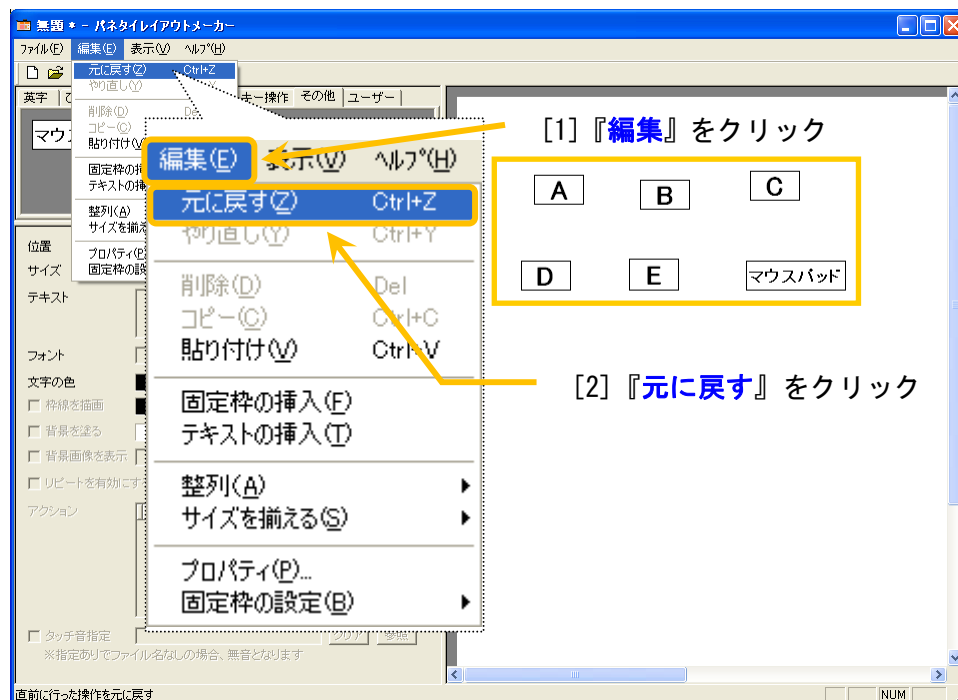 無題 * - パネタイレイアウトメーカー
ファイル(F) 編集(E) 表示(V) ヘルプ(H)
元に戻す(Z) Ctrl+Z
やり直し(Y)
削除(D)
コピー(C)
貼り付け(V)
固定枠の挿
テキストの挿
整列(A)
サイズを揃え
プロパティ(P)
固定枠の設
英字
キー操作 その他 ユーザー
マウ
位置
サイズ
テキスト
フォント
文字の色
枠線を描画
背景を塗る
背景画像を表示
リピートを有効にす
アクション
タッチ音指定
クリア 参照
※指定ありでファイル名なしの場合、無音となります
編集(E) 表示(V) ヘルプ(H)
元に戻す(Z) Ctrl+Z
やり直し(Y) Ctrl+Y
削除(D) Del
コピー(C) Ctrl+C
貼り付け(V) Ctrl+V
固定枠の挿入(F)
テキストの挿入(T)
整列(A)
サイズを揃える(S)
プロパティ(P)...
固定枠の設定(B)
[1]『編集』をクリック
A B C
D E マウスパッド
[2]『元に戻す』をクリック
直前に行った操作を元に戻す
NUM